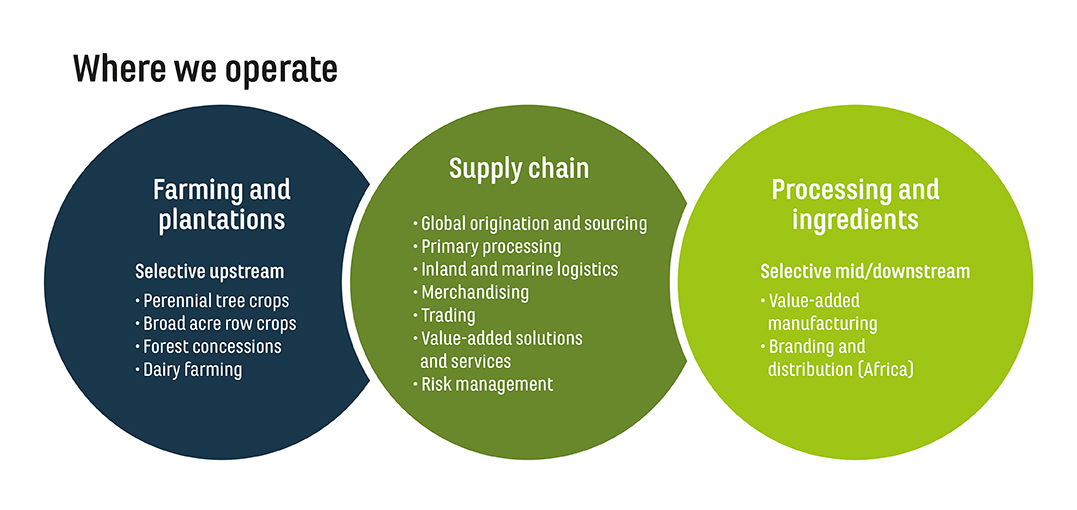 Where we operate
Farming and
plantations
Selective upstream
• Perennial tree crops
• Broad acre row crops
• Forest concessions
• Dairy farming
Supply chain
• Global origination and sourcing
• Primary processing
• Inland and marine logistics
• Merchandising
• Trading
• Value-added solutions
and services
• Risk management
Processing and
ingredients
Selective mid/downstream
• Value-added
manufacturing
• Branding and
distribution (Africa)